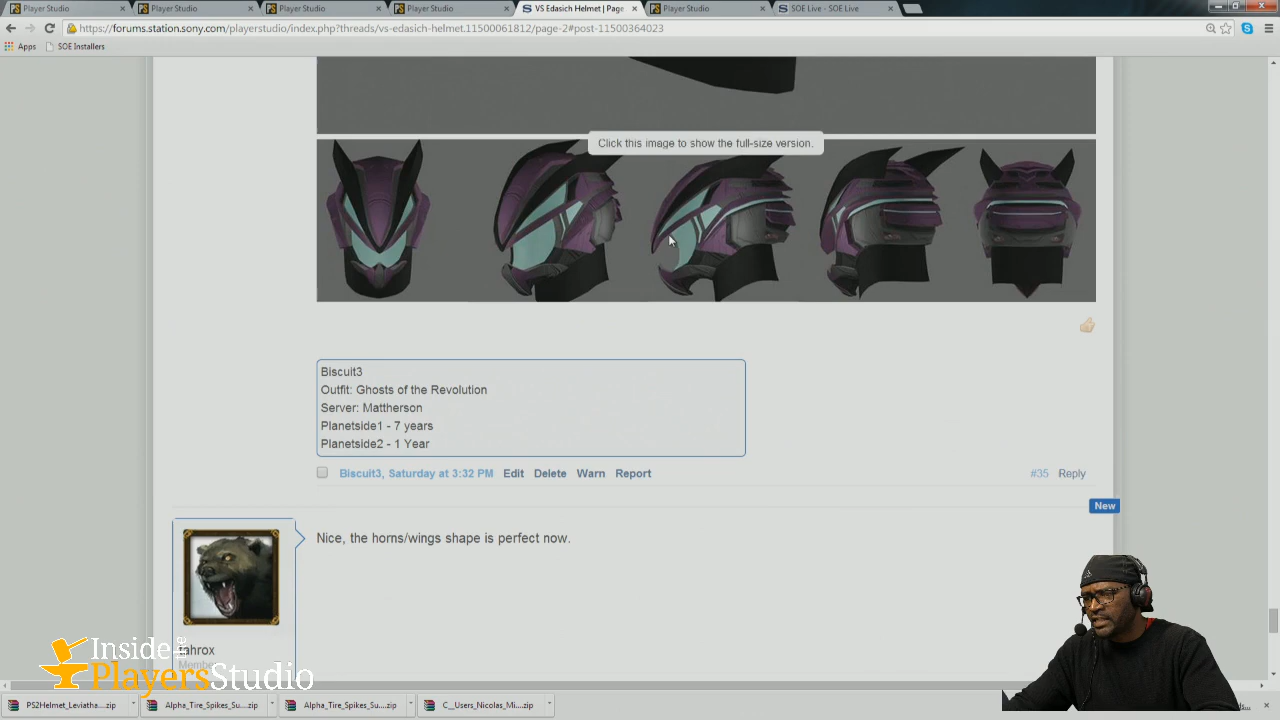 Player Studio
Player Studio
Player Studio
Player Studio
VS Edasich Helmet | Page
Player Studio
SOE Live - SOE Live
https://forums.station.sony.com/playerstudio/index.php?threads/vs-edasich-helmet.11500061812/page-2#post-11500364023
Apps
SOE Installers
Click this image to show the full-size version.
Biscuit3
Outfit: Ghosts of the Revolution
Server: Mattherson
Planetside1 - 7 years
Planetside2 - 1 Year
Biscuit3, Saturday at 3:32 PM Edit Delete Warn Report
#35 Reply
New
Nice, the horns/wings shape is perfect now.
Member
Inside the
PlayersStudio
PS2Helmet_Leviatha....zip
Alpha_Tire_Spikes_Su....zip
Alpha_Tire_Spikes_Su....zip
C__Users_Nicolas_Mi....zip